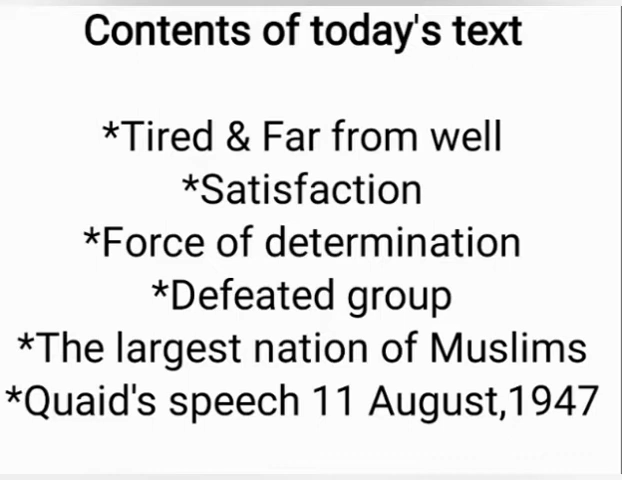 Contents of today's text
*Tired & Far from well
*Satisfaction
*Force of determination
*Defeated group
*The largest nation of Muslims
*Quaid's speech 11 August,1947